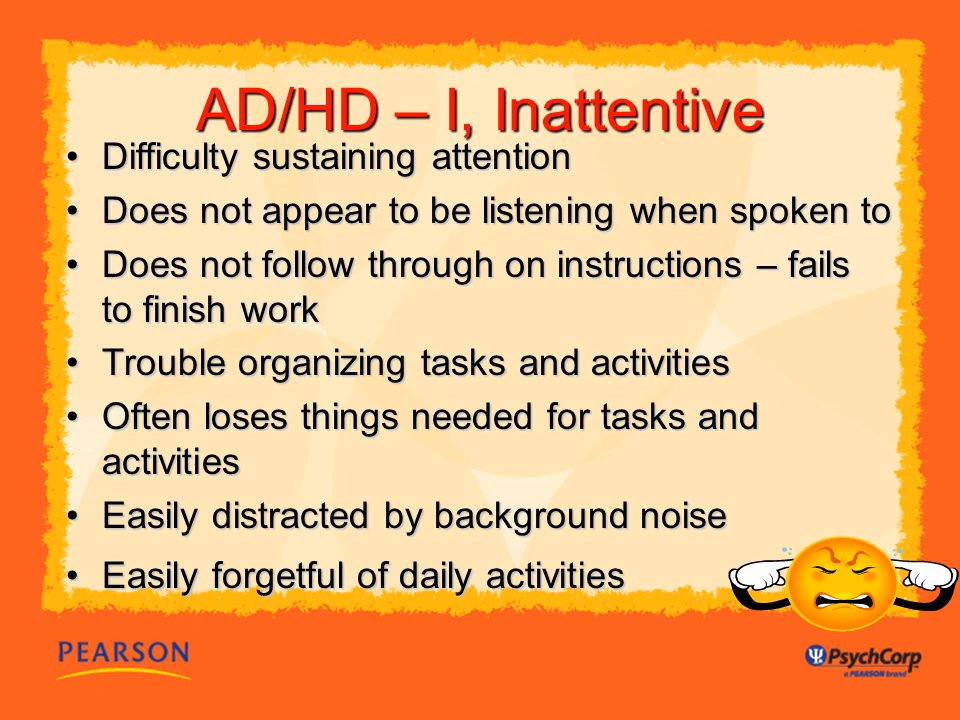 AD/HD – I, Inattentive
• Difficulty sustaining attention
• Does not appear to be listening when spoken to
• Does not follow through on instructions – fails
to finish work
• Trouble organizing tasks and activities
• Often loses things needed for tasks and
activities
• Easily distracted by background noise
• Easily forgetful of daily activities
PEARSON
PsychCorp
a PEARSON brand